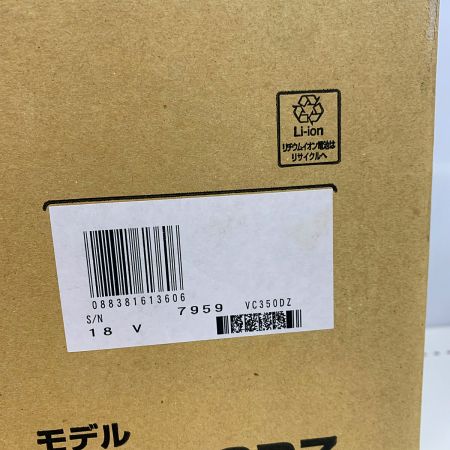 Li-ion
リチウムイオン電池は
リサイクルへ
088381613606
S/N 7959 VC350DZ
18 V
モデル